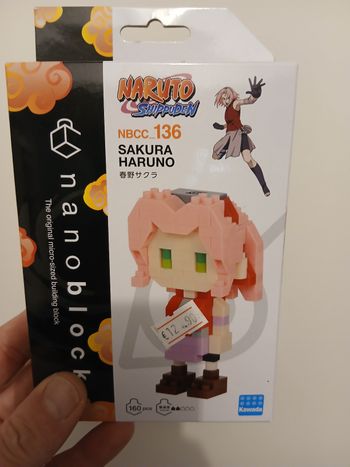 NARUTO
SHIPPUDEN
NBCC_136
SAKURA
HARUNO
春野サクラ
nanoblock
The original micro-sized building block
€12.90
160 pcs
Kawada